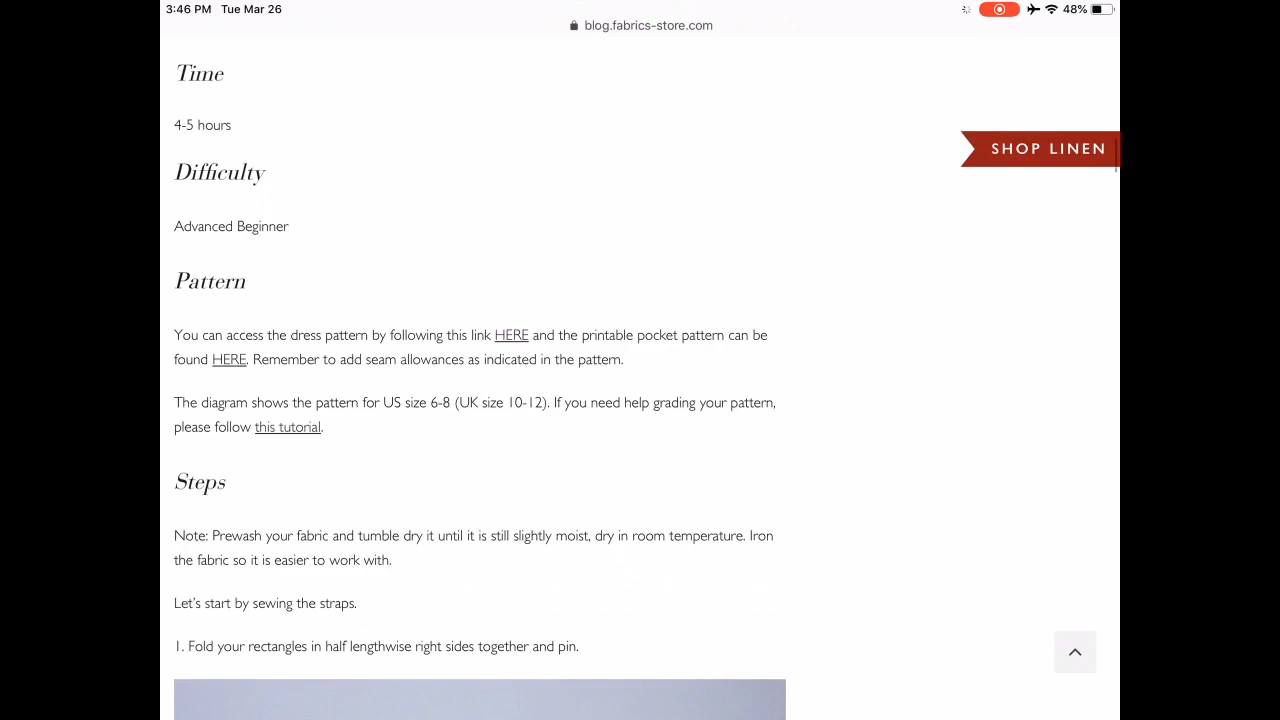 3:46 PM Tue Mar 26
48%
blog.fabrics-store.com
Time
4-5 hours
SHOP LINEN
Difficulty
Advanced Beginner
Pattern
You can access the dress pattern by following this link HERE and the printable pocket pattern can be
found HERE. Remember to add seam allowances as indicated in the pattern.
The diagram shows the pattern for US size 6-8 (UK size 10-12). If you need help grading your pattern,
please follow this tutorial.
Steps
Note: Prewash your fabric and tumble dry it until it is still slightly moist, dry in room temperature. Iron
the fabric so it is easier to work with.
Let’s start by sewing the straps.
1. Fold your rectangles in half lengthwise right sides together and pin.